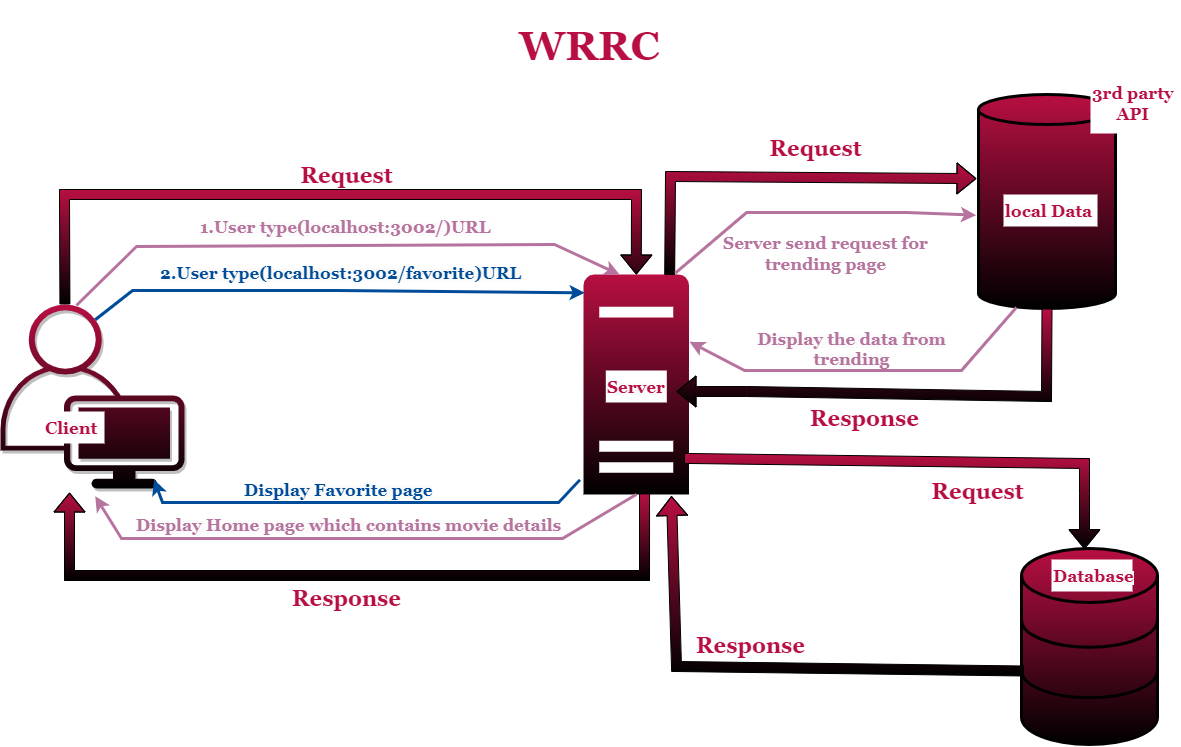 WRRC
3rd party
API
Request
Request
local Data
1.User type(localhost:3002/)URL
Server send request for
trending page
2.User type(localhost:3002/favorite)URL
Display the data from
trending
Server
Response
Client
Display Favorite page
Request
Display Home page which contains movie details
Database
Response
Response